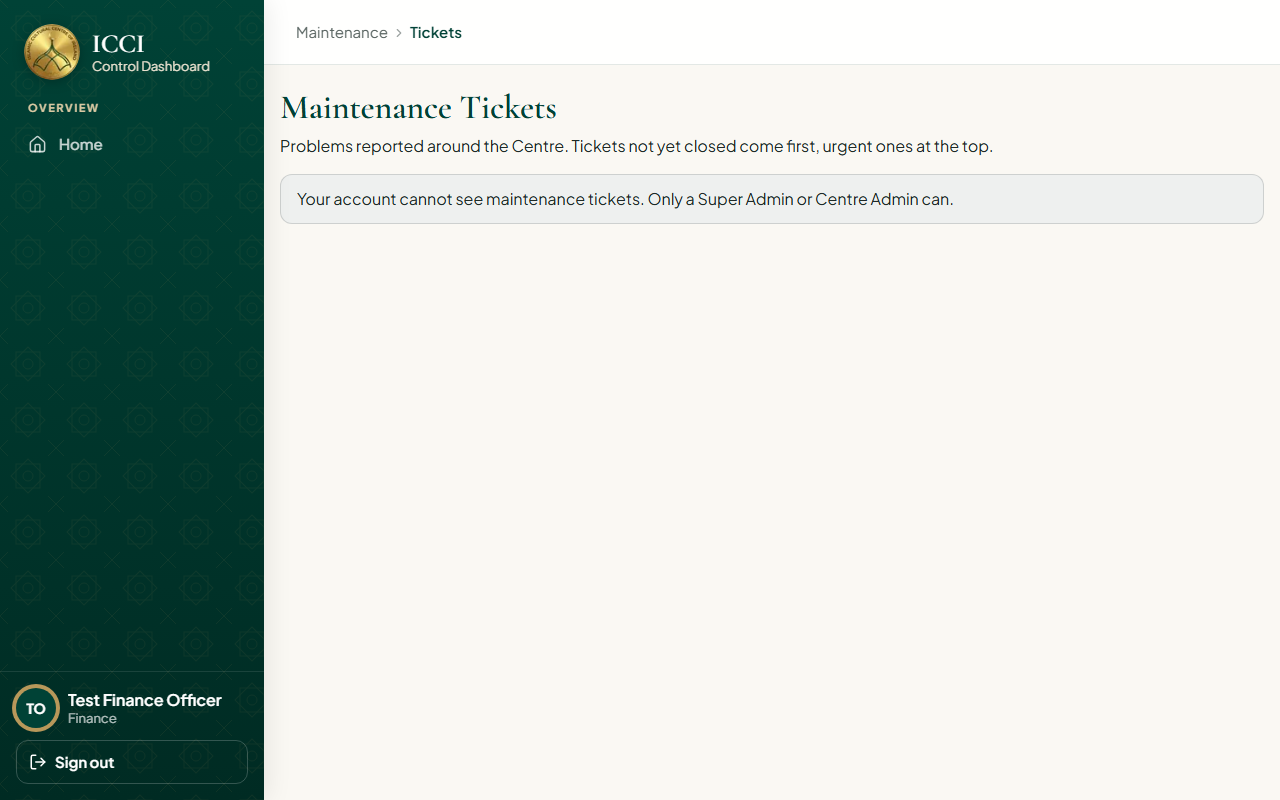 ICCI
Control Dashboard
OVERVIEW
Home
Maintenance > Tickets
Maintenance Tickets
Problems reported around the Centre. Tickets not yet closed come first, urgent ones at the top.
Your account cannot see maintenance tickets. Only a Super Admin or Centre Admin can.
TO
Test Finance Officer
Finance
Sign out